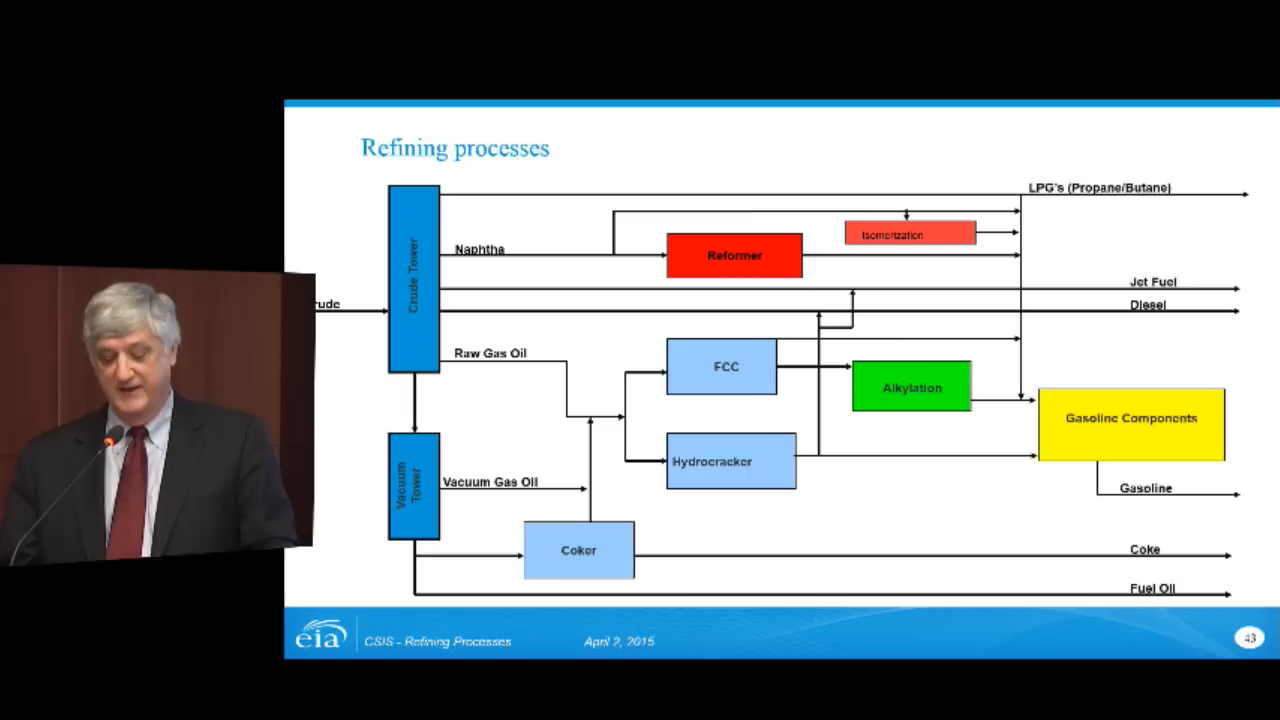 Refining processes
LPG's (Propane/Butane)
Isomerization
Naphtha
Reformer
Crude Tower
Jet Fuel
rude
Diesel
Raw Gas Oil
FCC
Alkylation
Gasoline Components
Hydrocracker
Vacuum
Tower
Vacuum Gas Oil
Gasoline
Coker
Coke
Fuel Oil
eia
CSIS - Refining Processes
April 2, 2015
43